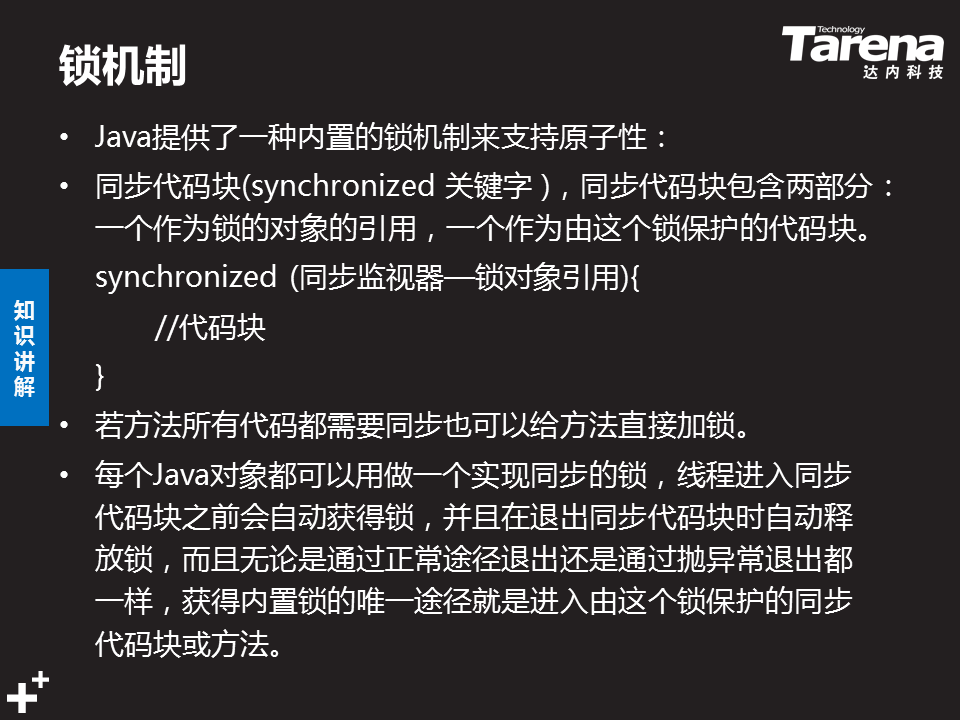 锁机制
Technology
Tarena
达内科技
• Java提供了一种内置的锁机制来支持原子性：
• 同步代码块(synchronized 关键字 )，同步代码块包含两部分：
一个作为锁的对象的引用，一个作为由这个锁保护的代码块。
synchronized (同步监视器—锁对象引用){
//代码块
}
知识讲解
• 若方法所有代码都需要同步也可以给方法直接加锁。
• 每个Java对象都可以用做一个实现同步的锁，线程进入同步
代码块之前会自动获得锁，并且在退出同步代码块时自动释
放锁，而且无论是通过正常途径退出还是通过抛异常退出都
一样，获得内置锁的唯一途径就是进入由这个锁保护的同步
代码块或方法。